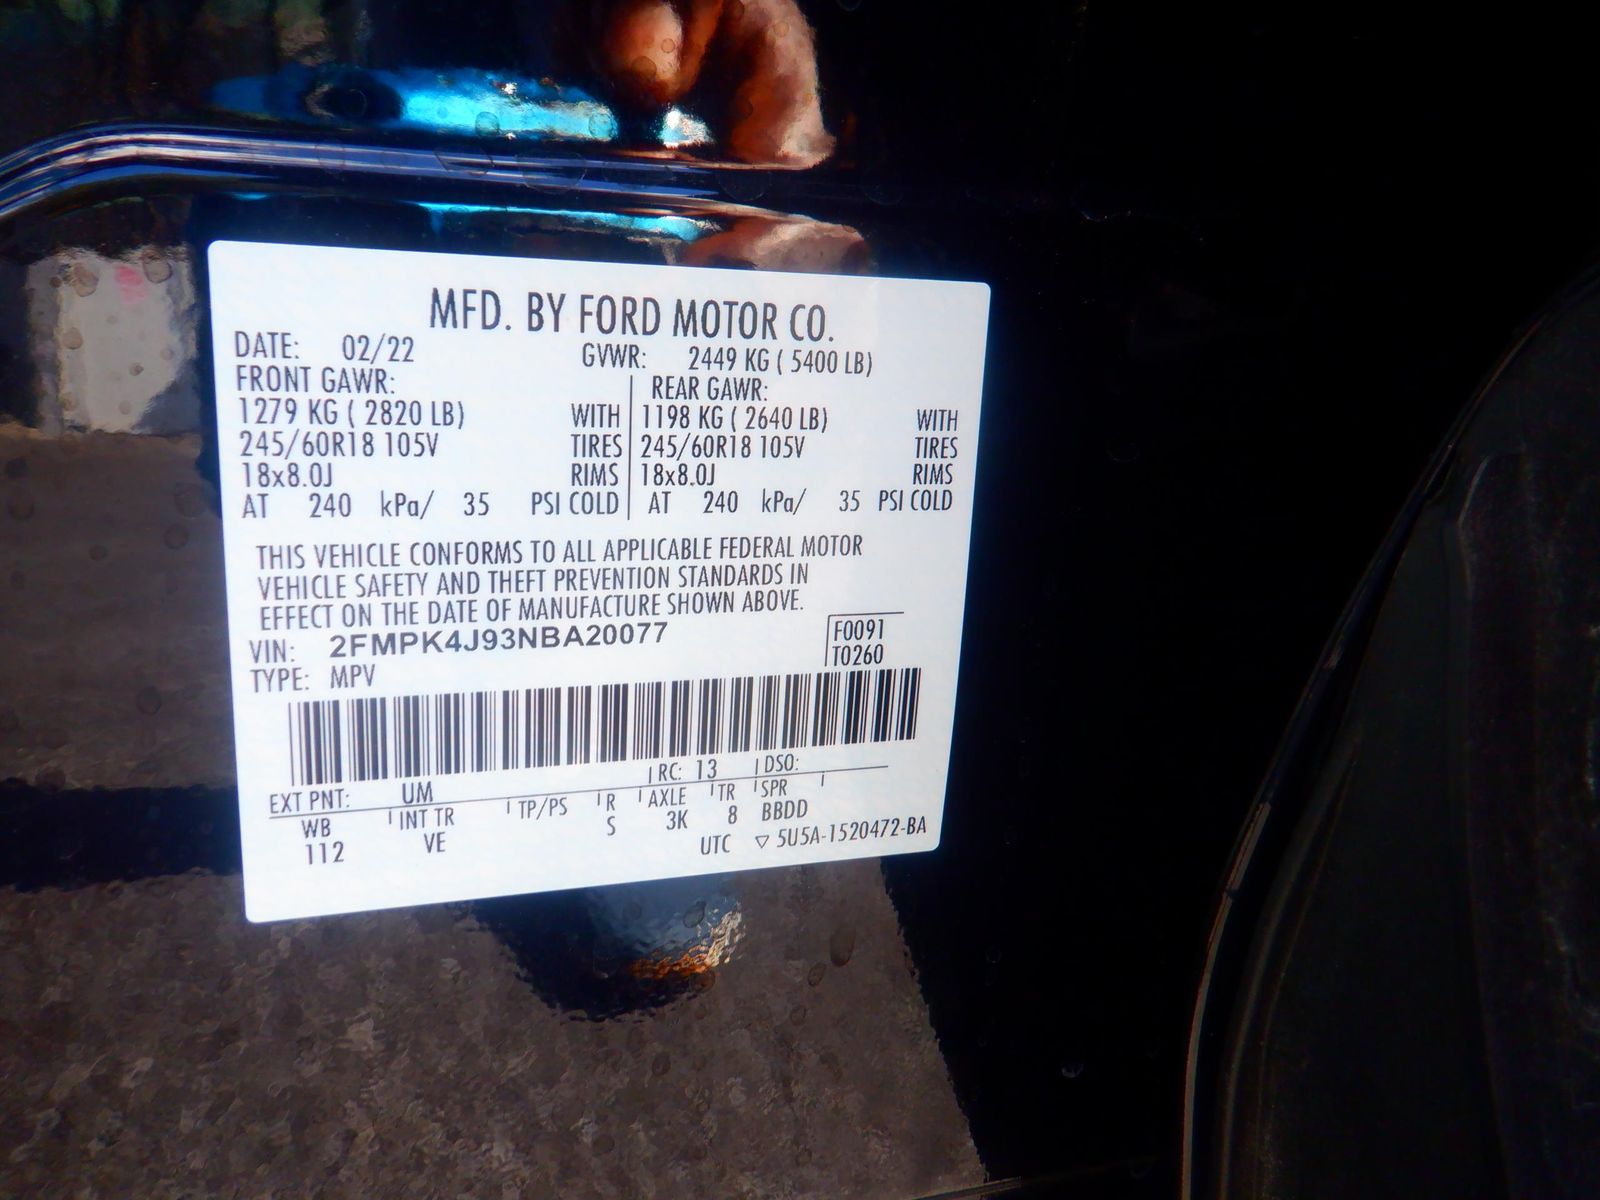 MFD. BY FORD MOTOR CO.
DATE: 02/22 GVWR: 2449 KG ( 5400 LB)
FRONT GAWR: REAR GAWR:
1279 KG ( 2820 LB) WITH 1198 KG ( 2640 LB) WITH
245/60R18 105V TIRES 245/60R18 105V TIRES
18x8.0J RIMS 18x8.0J RIMS
AT 240 kPa/ 35 PSI COLD AT 240 kPa/ 35 PSI COLD
THIS VEHICLE CONFORMS TO ALL APPLICABLE FEDERAL MOTOR
VEHICLE SAFETY AND THEFT PREVENTION STANDARDS IN
EFFECT ON THE DATE OF MANUFACTURE SHOWN ABOVE.
VIN: 2FMPK4J93NBA20077 F0091
TYPE: MPV T0260
EXT PNT: UM RC: 13 DSO:
WB INT TR TP/PS R AXLE TR SPR
112 VE S 3K 8 BBDD
UTC ▽ 5U5A-1520472-BA